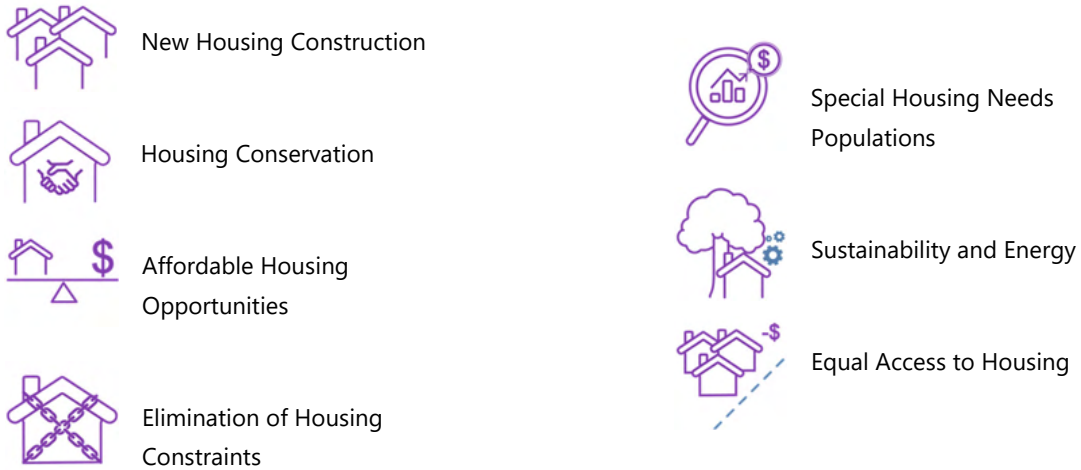 New Housing Construction
Housing Conservation
$
Affordable Housing
Opportunities
Elimination of Housing
Constraints
$
Special Housing Needs
Populations
Sustainability and Energy
-$
Equal Access to Housing